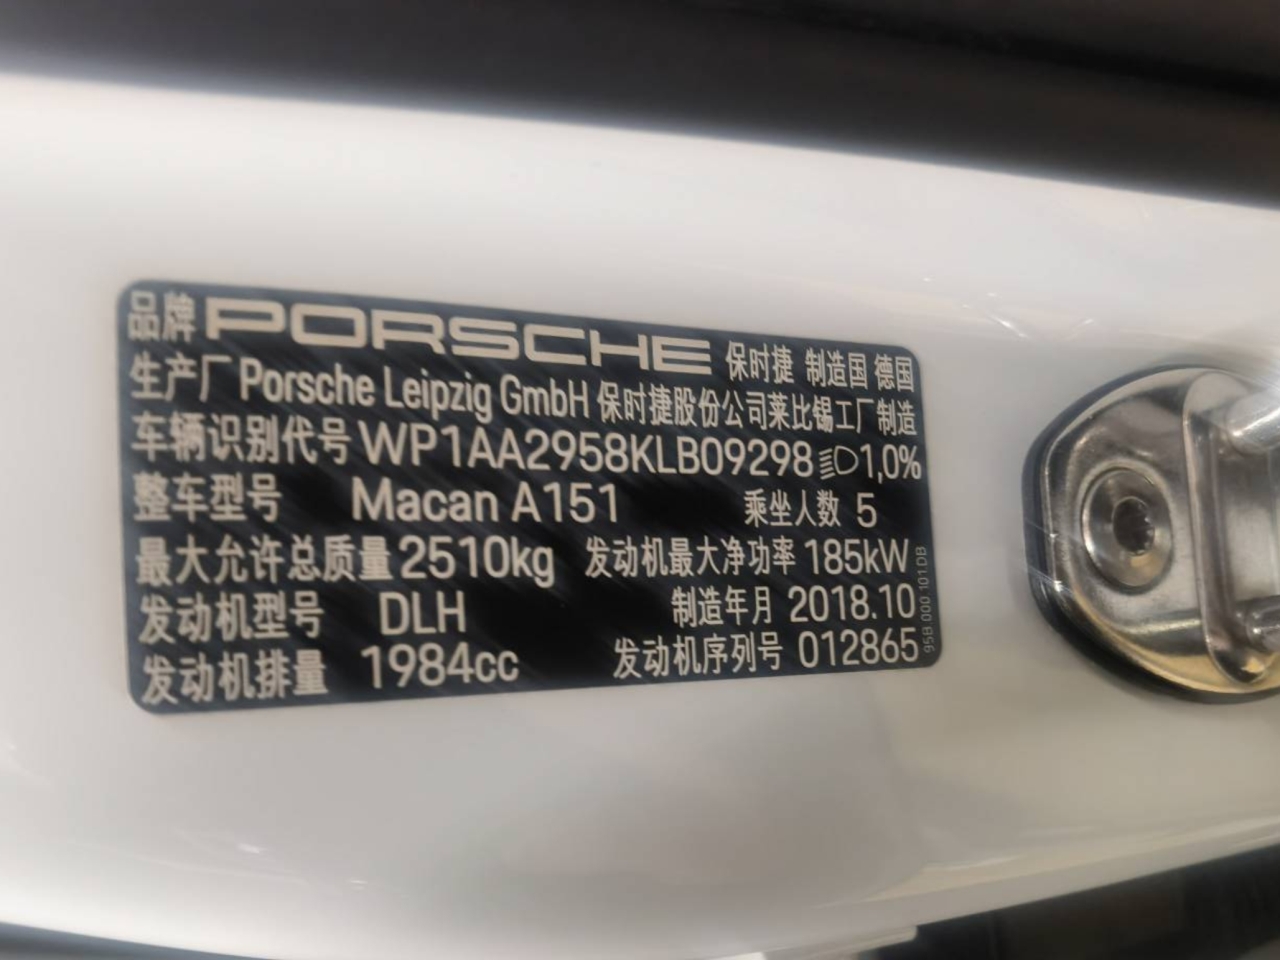 品牌 PORSCHE 保时捷 制造国 德国
生产厂 Porsche Leipzig GmbH 保时捷股份公司莱比锡工厂制造
车辆识别代号 WP1AA2958KLB09298 1,0%
整车型号 Macan A151 乘坐人数 5
最大允许总质量 2510kg 发动机最大净功率 185kW
发动机型号 DLH 制造年月 2018.10
发动机排量 1984cc 发动机序列号 012865
95B.000.101.DB